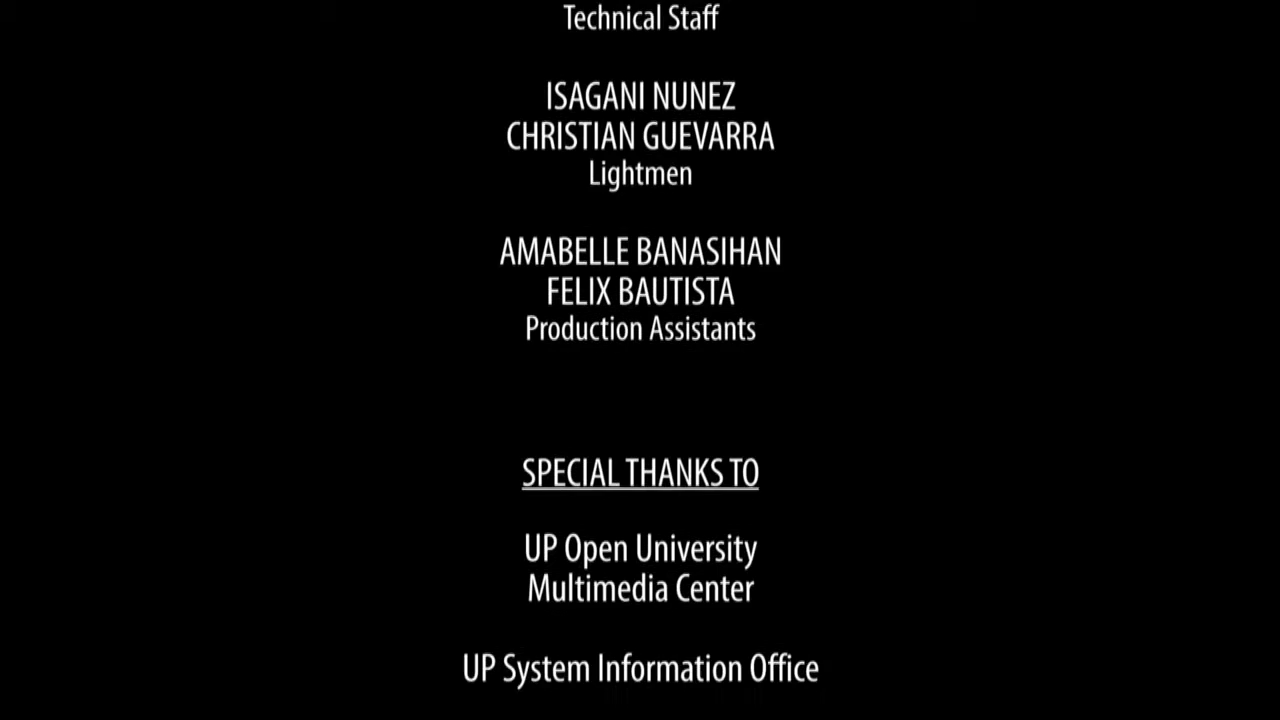 Technical Staff
ISAGANI NUNEZ
CHRISTIAN GUEVARRA
Lightmen
AMABELLE BANASIHAN
FELIX BAUTISTA
Production Assistants
SPECIAL THANKS TO
UP Open University
Multimedia Center
UP System Information Office